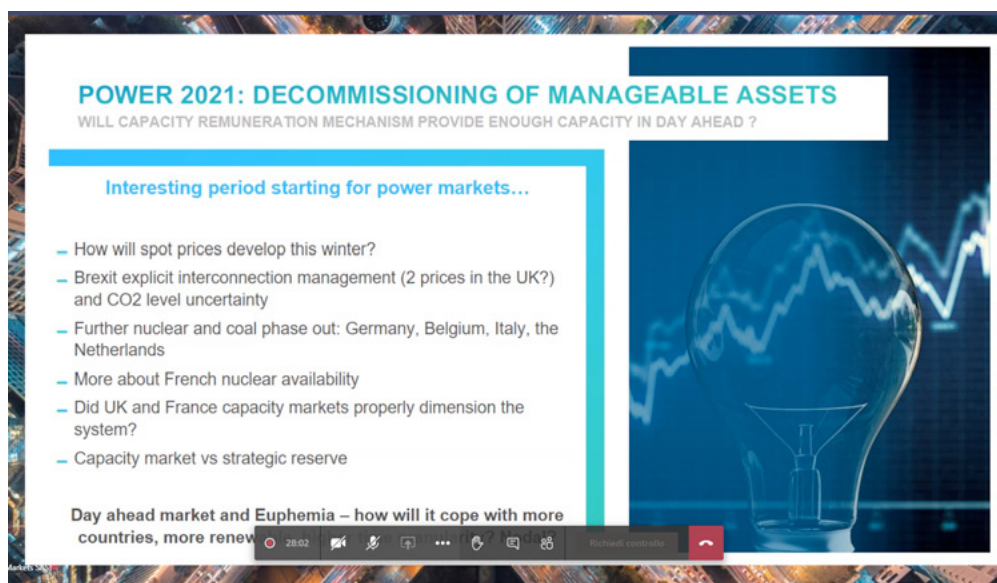 POWER 2021: DECOMMISSIONING OF MANAGEABLE ASSETS
WILL CAPACITY REMUNERATION MECHANISM PROVIDE ENOUGH CAPACITY IN DAY AHEAD ?
Interesting period starting for power markets…
– How will spot prices develop this winter?
– Brexit explicit interconnection management (2 prices in the UK?)
and CO2 level uncertainty
– Further nuclear and coal phase out: Germany, Belgium, Italy, the
Netherlands
– More about French nuclear availability
– Did UK and France capacity markets properly dimension the
system?
– Capacity market vs strategic reserve
Day ahead market and Euphemia – how will it cope with more
countries, more
28:02
Richiedi controllo
Markets